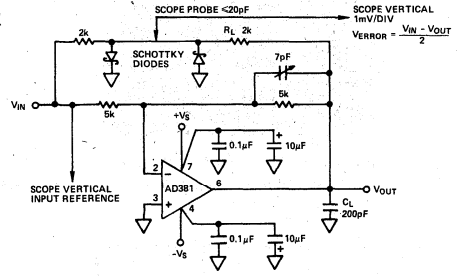 SCOPE PROBE ≤20pF
SCOPE VERTICAL
1mV/DIV
VERROR = VIN - VOUT
2
2k
RL 2k
SCHOTTKY
DIODES
7pF
VIN
5k
5k
+VS
SCOPE VERTICAL
INPUT REFERENCE
0.1μF
+
10μF
2
-
7
AD381
6
3
+
4
VOUT
CL
200pF
0.1μF
10μF
+
-VS